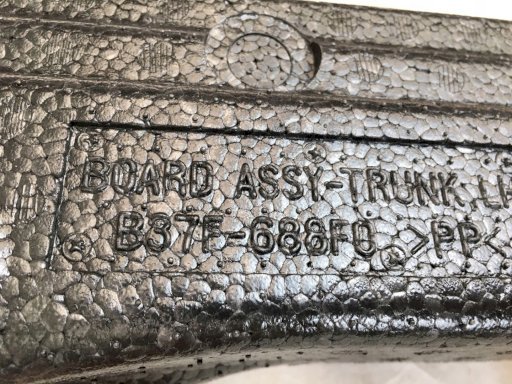 BOARD ASSY-TRUNK,
B37F-688F0 >PP<